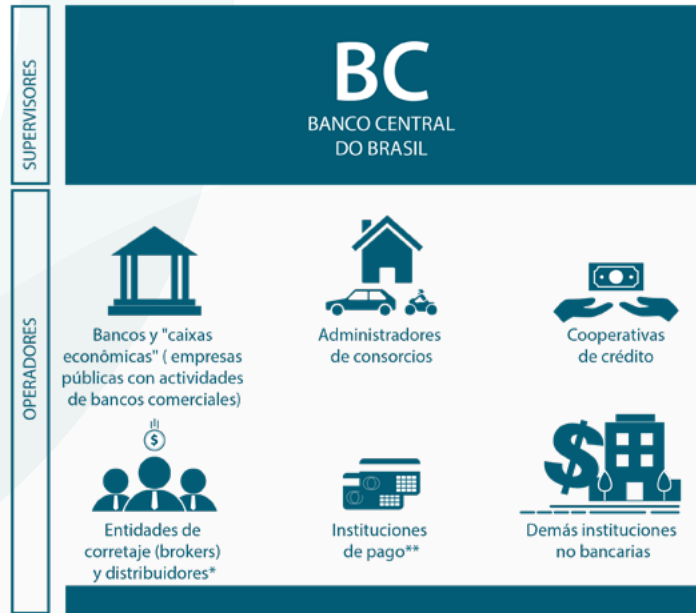 SUPERVISORES
BC
BANCO CENTRAL
DO BRASIL
OPERADORES
Bancos y "caixas
econômicas" ( empresas
públicas con actividades
de bancos comerciales)
Administradores
de consorcios
Cooperativas
de crédito
$
Entidades de
corretaje (brokers)
y distribuidores*
Instituciones
de pago**
$
Demás instituciones
no bancarias